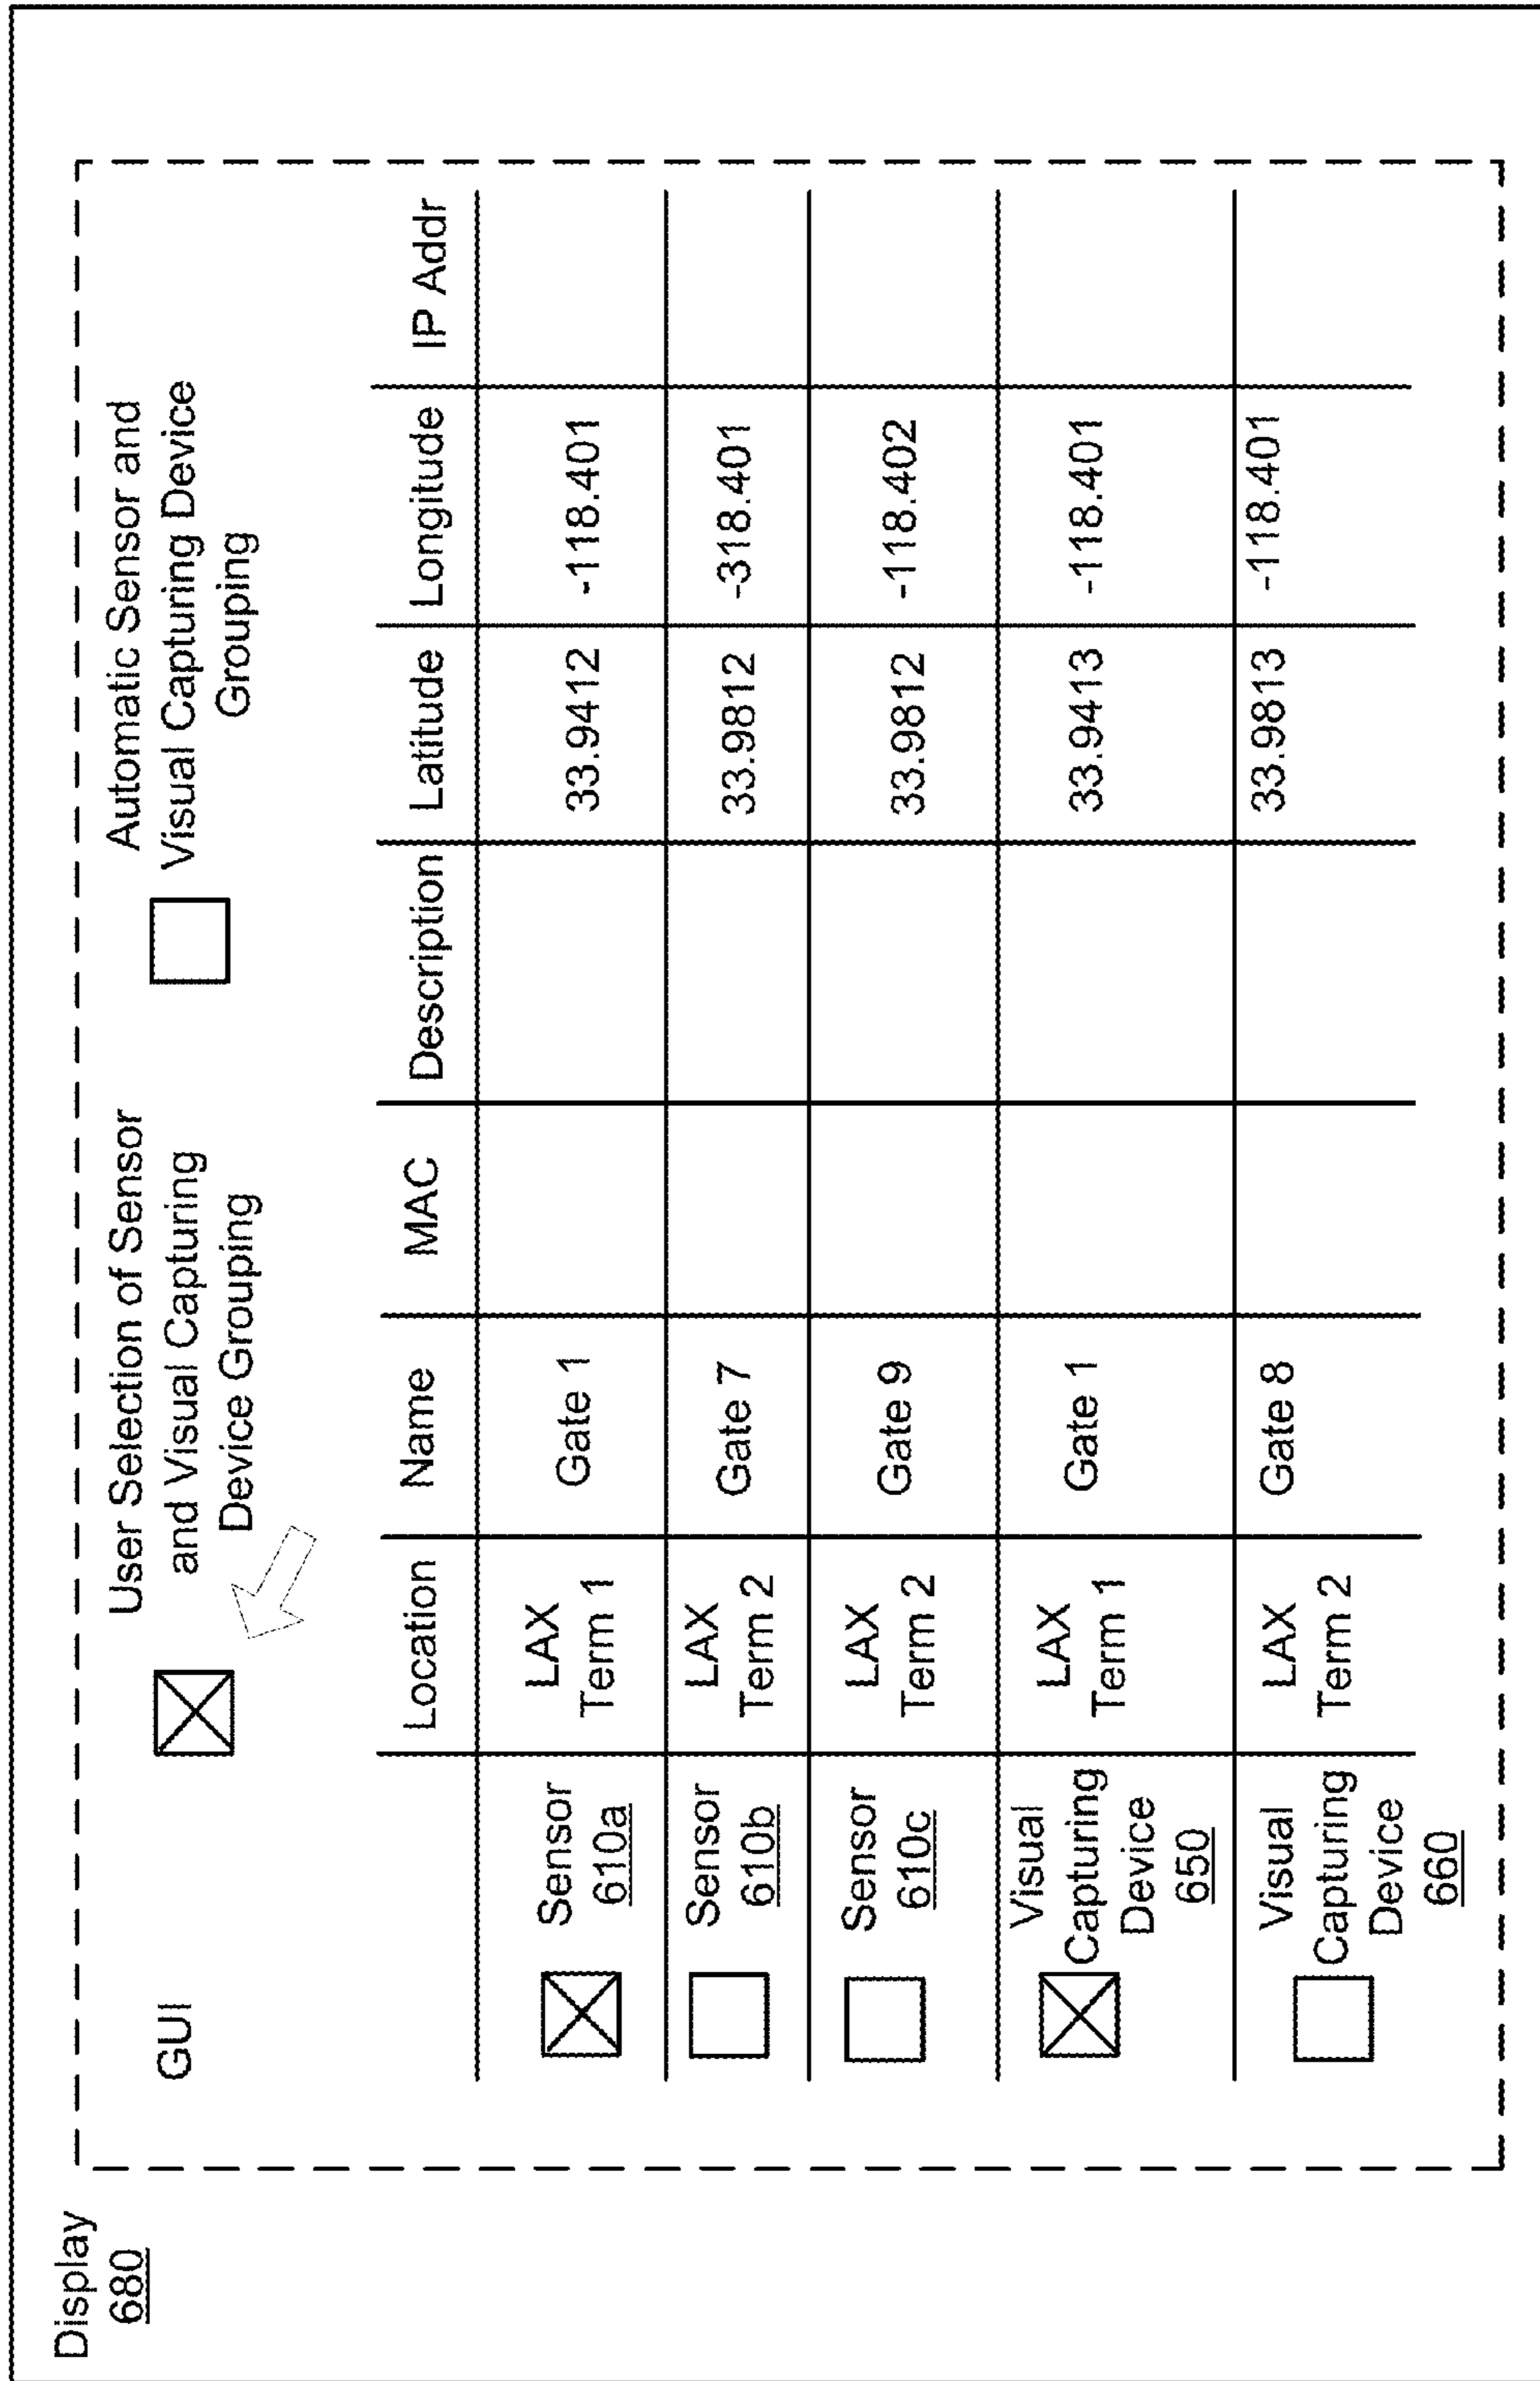 Display
680
GUI
User Selection of Sensor
and Visual Capturing
Device Grouping
Automatic Sensor and
Visual Capturing Device
Grouping
Location Name MAC Description Latitude Longitude IP Addr
Sensor
610a
LAX
Term 1
Gate 1
33.9412
-118.401
Sensor
610b
LAX
Term 2
Gate 7
33.9812
-318.401
Sensor
610c
LAX
Term 2
Gate 9
33.9812
-118.402
Visual
Capturing
Device
650
LAX
Term 1
Gate 1
33.9413
-118.401
Visual
Capturing
Device
660
LAX
Term 2
Gate 8
33.9813
-118.401